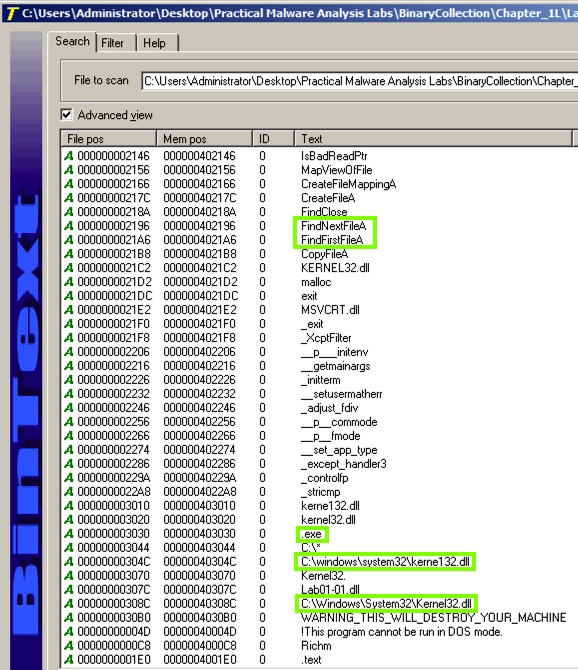 C:\Users\Administrator\Desktop\Practical Malware Analysis Labs\BinaryCollection\Chapter_1L\La
Search Filter Help
File to scan C:\Users\Administrator\Desktop\Practical Malware Analysis Labs\BinaryCollection\Chapter_
Advanced view
File pos Mem pos ID Text
A 000000002146 000000402146 0 IsBadReadPtr
A 000000002156 000000402156 0 MapViewOfFile
A 000000002166 000000402166 0 CreateFileMappingA
A 00000000217C 00000040217C 0 CreateFileA
A 00000000218A 00000040218A 0 FindClose
A 000000002196 000000402196 0 FindNextFileA
A 0000000021A6 0000004021A6 0 FindFirstFileA
A 0000000021B8 0000004021B8 0 CopyFileA
A 0000000021C2 0000004021C2 0 KERNEL32.dll
A 0000000021D2 0000004021D2 0 malloc
A 0000000021DC 0000004021DC 0 exit
A 0000000021E2 0000004021E2 0 MSVCRT.dll
A 0000000021F0 0000004021F0 0 _exit
A 0000000021F8 0000004021F8 0 _XcptFilter
A 000000002206 000000402206 0 __p___initenv
A 000000002216 000000402216 0 __getmainargs
A 000000002226 000000402226 0 _initterm
A 000000002232 000000402232 0 __setusermatherr
A 000000002246 000000402246 0 _adjust_fdiv
A 000000002256 000000402256 0 __p__commode
A 000000002266 000000402266 0 __p__fmode
A 000000002274 000000402274 0 __set_app_type
A 000000002286 000000402286 0 _except_handler3
A 00000000229A 00000040229A 0 _controlfp
A 0000000022A8 0000004022A8 0 _stricmp
A 000000003010 000000403010 0 kerne132.dll
A 000000003020 000000403020 0 kernel32.dll
A 000000003030 000000403030 0 .exe
A 000000003044 000000403044 0 C:\*
A 00000000304C 00000040304C 0 C:\windows\system32\kerne132.dll
A 000000003070 000000403070 0 Kernel32.
A 00000000307C 00000040307C 0 Lab01-01.dll
A 00000000308C 00000040308C 0 C:\Windows\System32\Kernel32.dll
A 0000000030B0 0000004030B0 0 WARNING_THIS_WILL_DESTROY_YOUR_MACHINE
A 00000000004D 00000040004D 0 !This program cannot be run in DOS mode.
A 0000000000C8 0000004000C8 0 Richm
A 0000000001E0 0000004001E0 0 .text
BinText